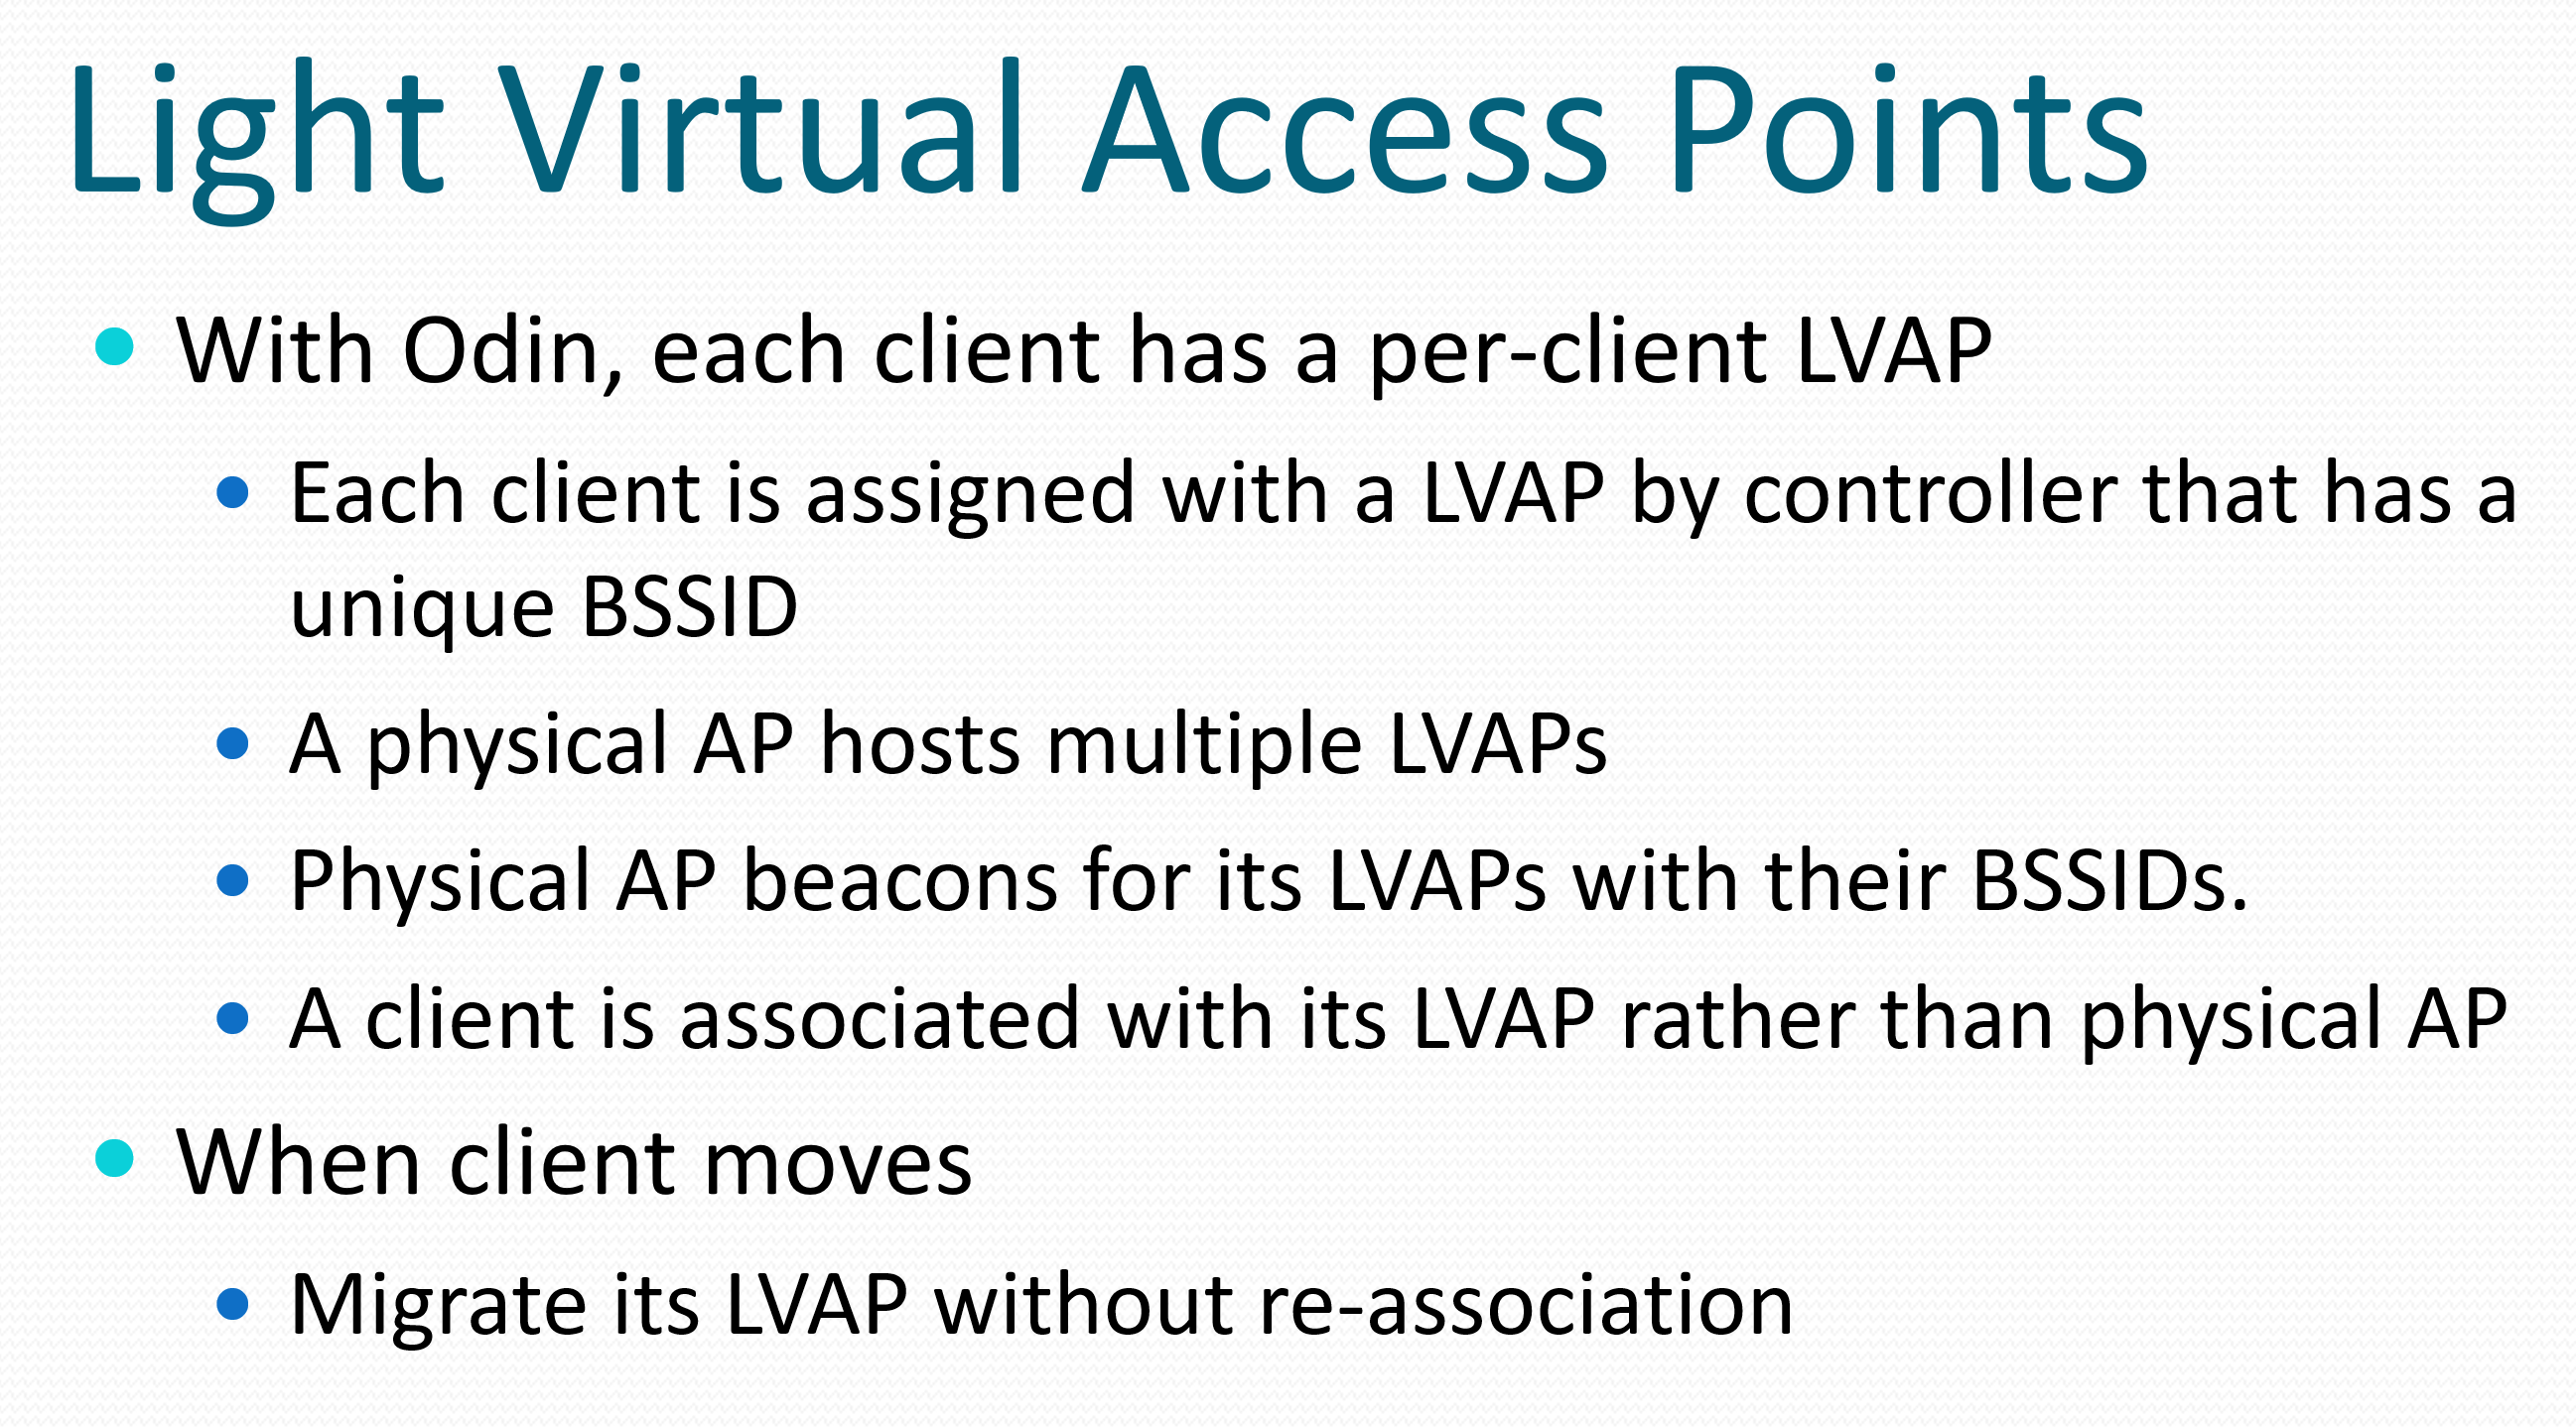 Light Virtual Access Points
• With Odin, each client has a per-client LVAP
• Each client is assigned with a LVAP by controller that has a
unique BSSID
• A physical AP hosts multiple LVAPs
• Physical AP beacons for its LVAPs with their BSSIDs.
• A client is associated with its LVAP rather than physical AP
• When client moves
• Migrate its LVAP without re-association